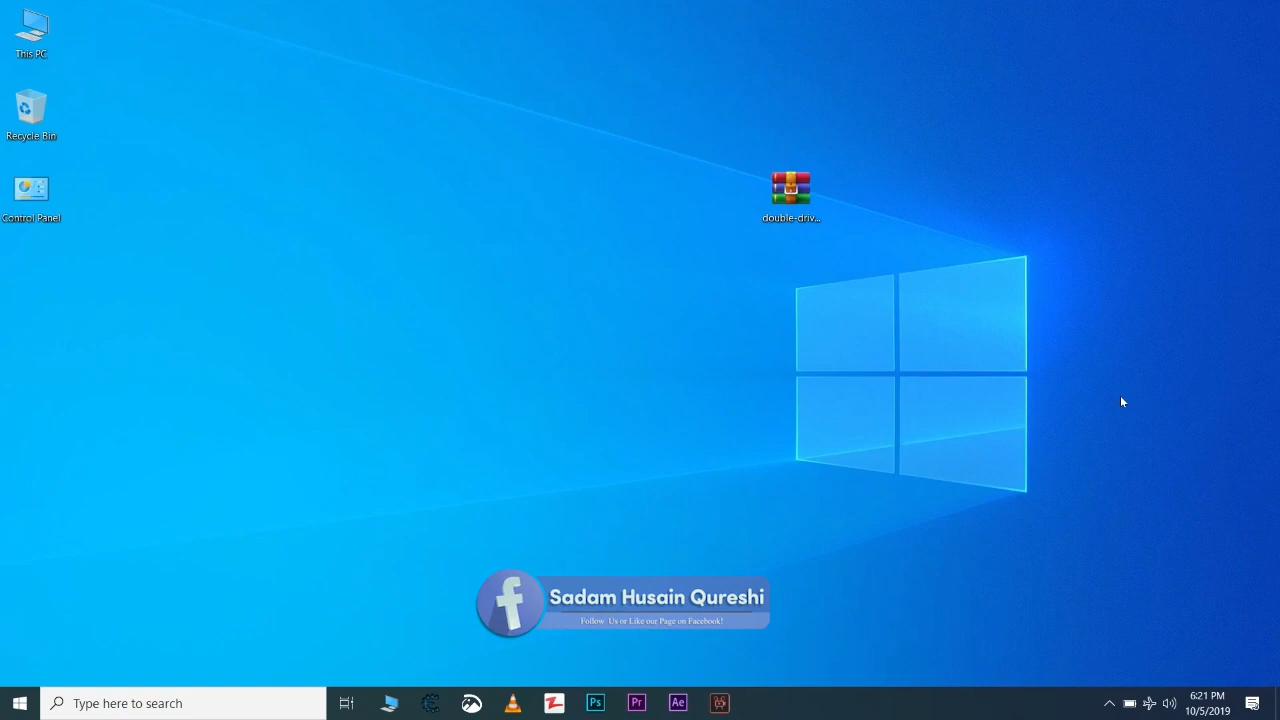 This PC
Recycle Bin
Control Panel
double-driv...
f
Sadam Husain Qureshi
Follow Us or Like our Page on Facebook!
Type here to search
Ps
Pr
Ae
6:21 PM
10/5/2019